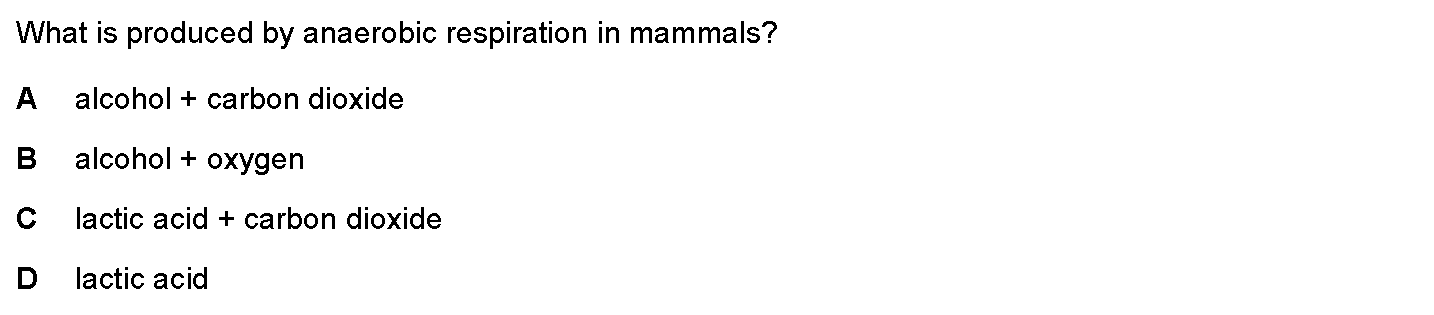 What is produced by anaerobic respiration in mammals?
A alcohol + carbon dioxide
B alcohol + oxygen
C lactic acid + carbon dioxide
D lactic acid